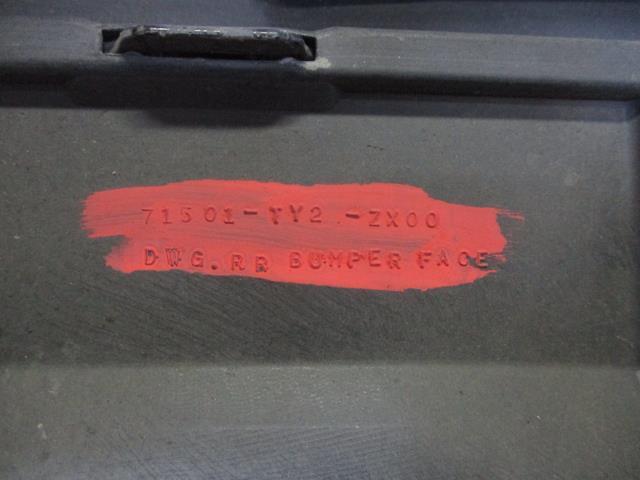 71501-TY2-ZX00
DWG.RR BUMPER FACE